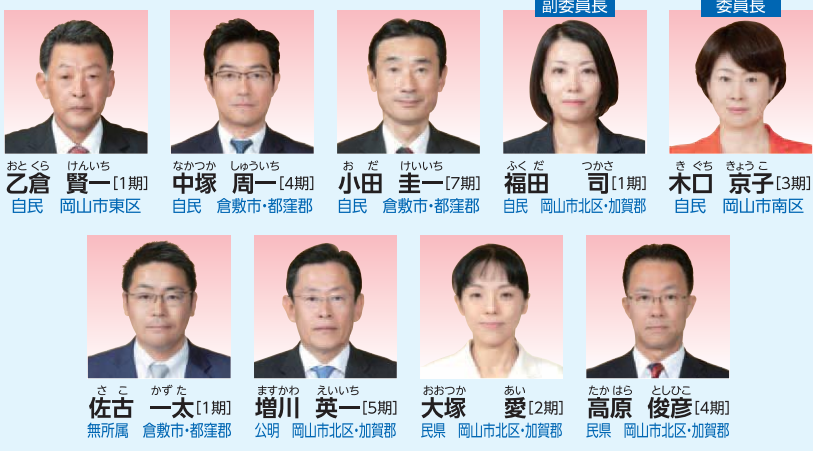 副委員長 委員長
おとくら けんいち なかつか しゅういち おだ けいいち ふくだ つかさ きぐち きょうこ
乙倉 賢一[1期] 中塚 周一[4期] 小田 圭一[7期] 福田 司[1期] 木口 京子[3期]
自民 岡山市東区 自民 倉敷市・都窪郡 自民 倉敷市・都窪郡 自民 岡山市北区・加賀郡 自民 岡山市南区
さこ かずた ますかわ えいいち おおつか あい たかはら としひこ
佐古 一太[1期] 増川 英一[5期] 大塚 愛[2期] 高原 俊彦[4期]
無所属 倉敷市・都窪郡 公明 岡山市北区・加賀郡 民県 岡山市北区・加賀郡 民県 岡山市北区・加賀郡